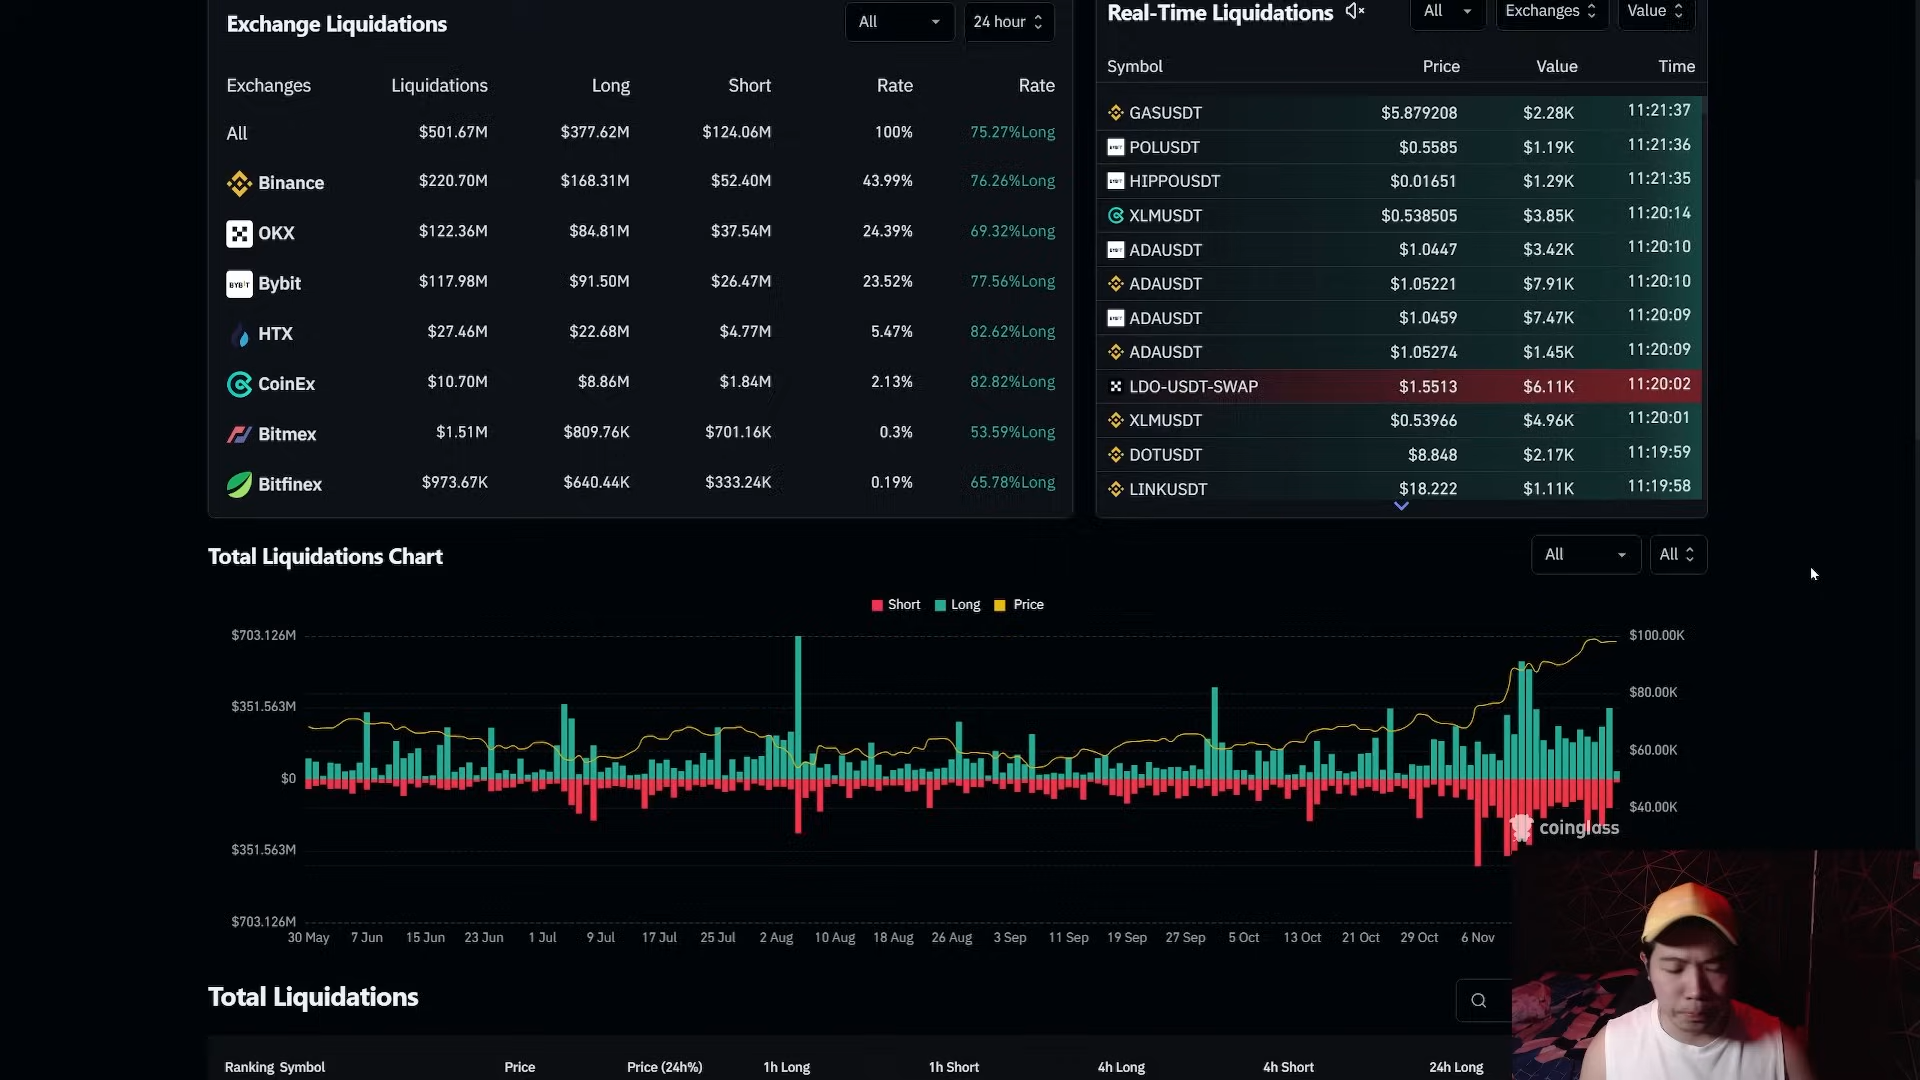 Exchange Liquidations
All
24 hour
Exchanges Liquidations Long Short Rate Rate
All $501.67M $377.62M $124.06M 100% 75.27%Long
Binance $220.70M $168.31M $52.40M 43.99% 76.26%Long
OKX $122.36M $84.81M $37.54M 24.39% 69.32%Long
BYBIT Bybit $117.98M $91.50M $26.47M 23.52% 77.56%Long
HTX $27.46M $22.68M $4.77M 5.47% 82.62%Long
CoinEx $10.70M $8.86M $1.84M 2.13% 82.82%Long
Bitmex $1.51M $809.76K $701.16K 0.3% 53.59%Long
Bitfinex $973.67K $640.44K $333.24K 0.19% 65.78%Long
Real-Time Liquidations
All
Exchanges
Value
Symbol Price Value Time
GASUSDT $5.879208 $2.28K 11:21:37
POLUSDT $0.5585 $1.19K 11:21:36
HIPPOUSDT $0.01651 $1.29K 11:21:35
XLMUSDT $0.538505 $3.85K 11:20:14
ADAUSDT $1.0447 $3.42K 11:20:10
ADAUSDT $1.05221 $7.91K 11:20:10
ADAUSDT $1.0459 $7.47K 11:20:09
ADAUSDT $1.05274 $1.45K 11:20:09
LDO-USDT-SWAP $1.5513 $6.11K 11:20:02
XLMUSDT $0.53966 $4.96K 11:20:01
DOTUSDT $8.848 $2.17K 11:19:59
LINKUSDT $18.222 $1.11K 11:19:58
Total Liquidations Chart
All
All
Short Long Price
$703.126M $100.00K
$80.00K
$351.563M
$60.00K
$0
$40.00K
coinglass
$351.563M
$703.126M
30 May 7 Jun 15 Jun 23 Jun 1 Jul 9 Jul 17 Jul 25 Jul 2 Aug 10 Aug 18 Aug 26 Aug 3 Sep 11 Sep 19 Sep 27 Sep 5 Oct 13 Oct 21 Oct 29 Oct 6 Nov
Total Liquidations
Ranking Symbol Price Price (24h%) 1h Long 1h Short 4h Long 4h Short 24h Long